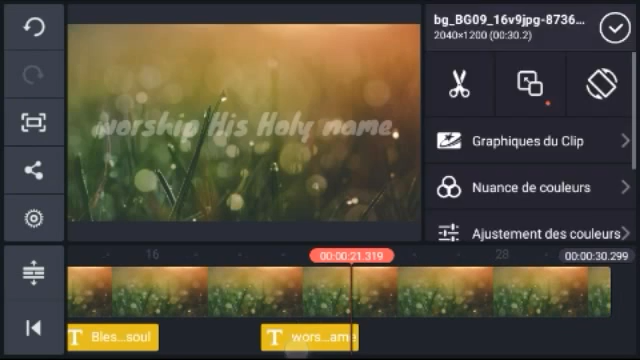 bg_BG09_16v9jpg-8736...
2040×1200 (00:30.2)
worship His Holy name
Graphiques du Clip
Nuance de couleurs
Ajustement des couleurs
16
00:00:21.319
28
00:00:30.299
T Bles...soul
T wors...ame